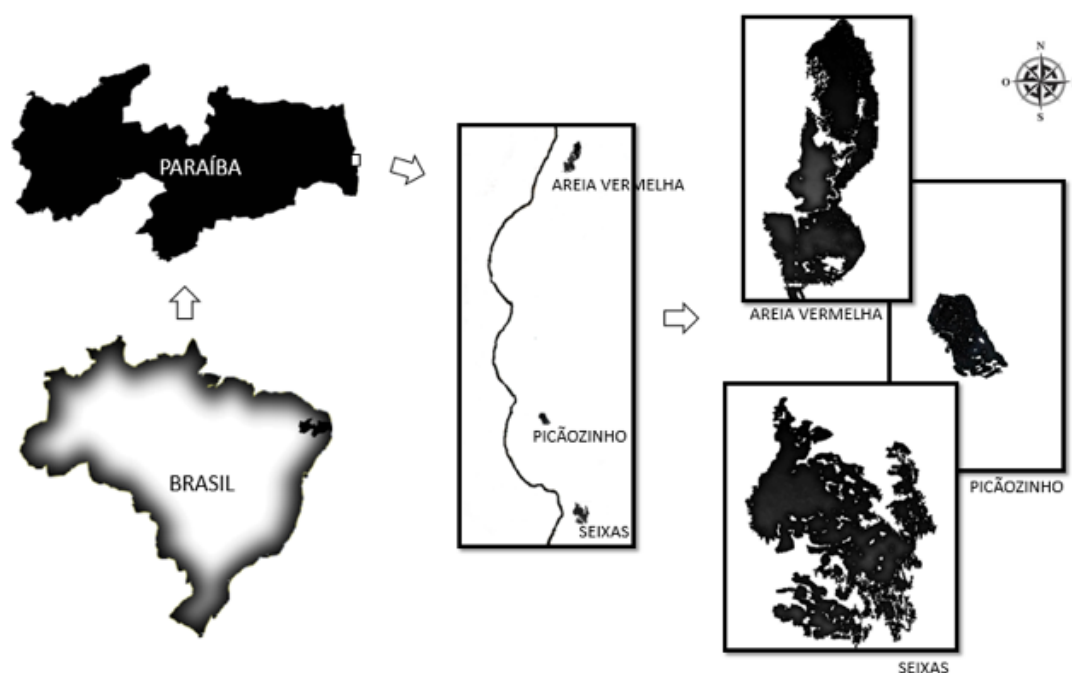 PARAÍBA
BRASIL
AREIA VERMELHA
PICÃOZINHO
SEIXAS
AREIA VERMELHA
PICÃOZINHO
SEIXAS
N
O
E
S